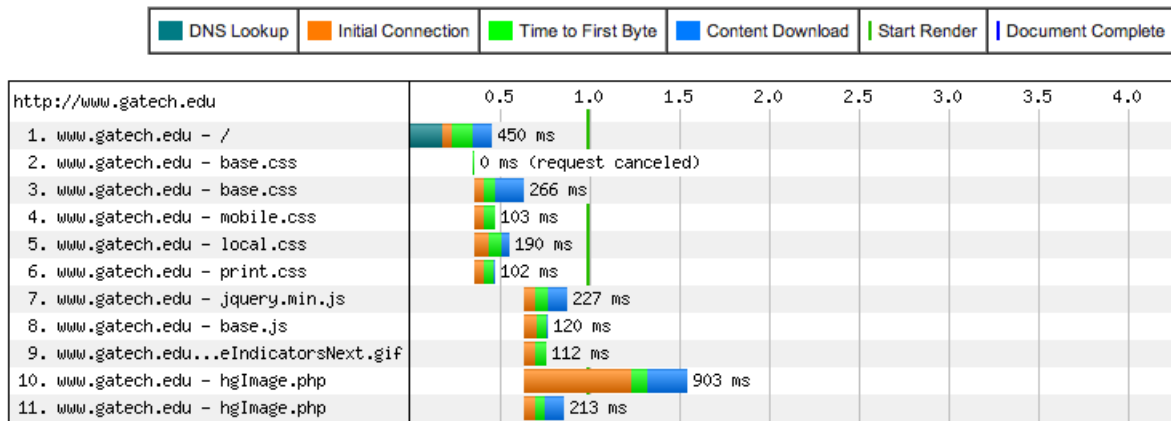 DNS Lookup Initial Connection Time to First Byte Content Download Start Render Document Complete
http://www.gatech.edu 0.5 1.0 1.5 2.0 2.5 3.0 3.5 4.0
1. www.gatech.edu - / 450 ms
2. www.gatech.edu - base.css 0 ms (request canceled)
3. www.gatech.edu - base.css 266 ms
4. www.gatech.edu - mobile.css 103 ms
5. www.gatech.edu - local.css 190 ms
6. www.gatech.edu - print.css 102 ms
7. www.gatech.edu - jquery.min.js 227 ms
8. www.gatech.edu - base.js 120 ms
9. www.gatech.edu...eIndicatorsNext.gif 112 ms
10. www.gatech.edu - hgImage.php 903 ms
11. www.gatech.edu - hgImage.php 213 ms